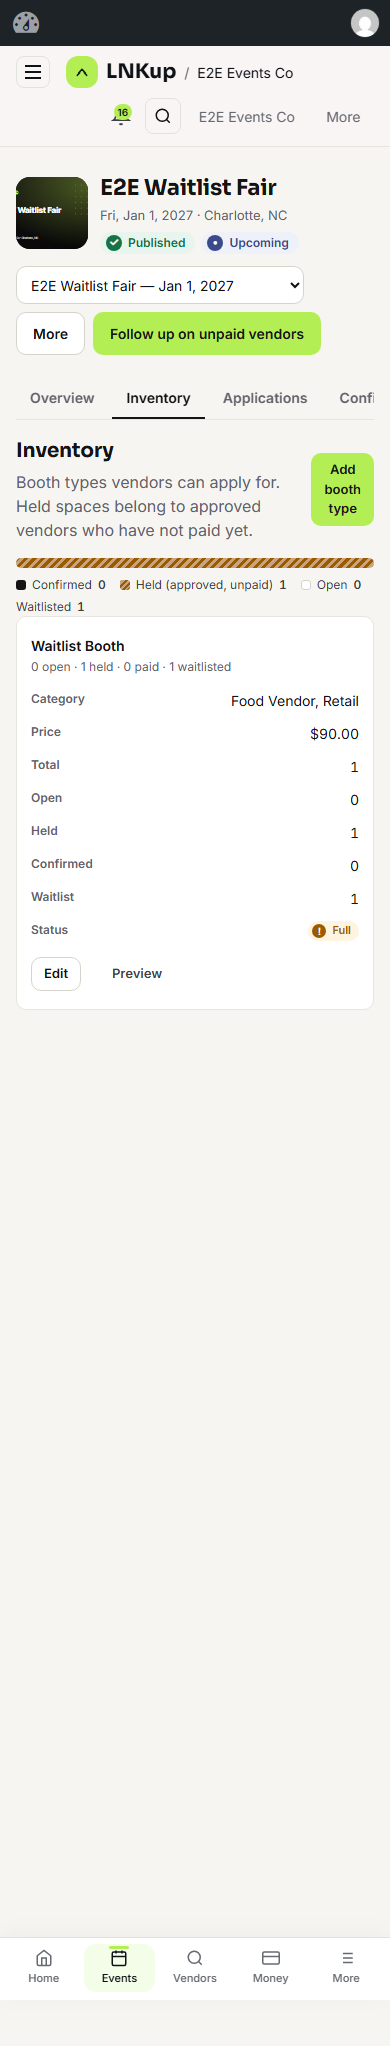 LNKup / E2E Events Co
16
E2E Events Co
More
Waitlist Fair
E2E Waitlist Fair
Fri, Jan 1, 2027 · Charlotte, NC
Published
Upcoming
E2E Waitlist Fair — Jan 1, 2027
More
Follow up on unpaid vendors
Overview
Inventory
Applications
Confi
Inventory
Booth types vendors can apply for.
Held spaces belong to approved
vendors who have not paid yet.
Add
booth
type
Confirmed 0
Held (approved, unpaid) 1
Open 0
Waitlisted 1
Waitlist Booth
0 open · 1 held · 0 paid · 1 waitlisted
Category
Food Vendor, Retail
Price
$90.00
Total
1
Open
0
Held
1
Confirmed
0
Waitlist
1
Status
Full
Edit
Preview
Home
Events
Vendors
Money
More